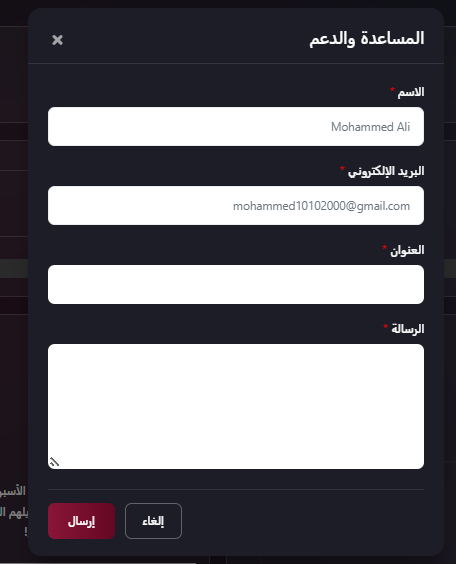 المساعدة والدعم ×
الاسم *
Mohammed Ali
البريد الإلكتروني *
mohammed10102000@gmail.com
العنوان *
الرسالة *
إلغاء
إرسال